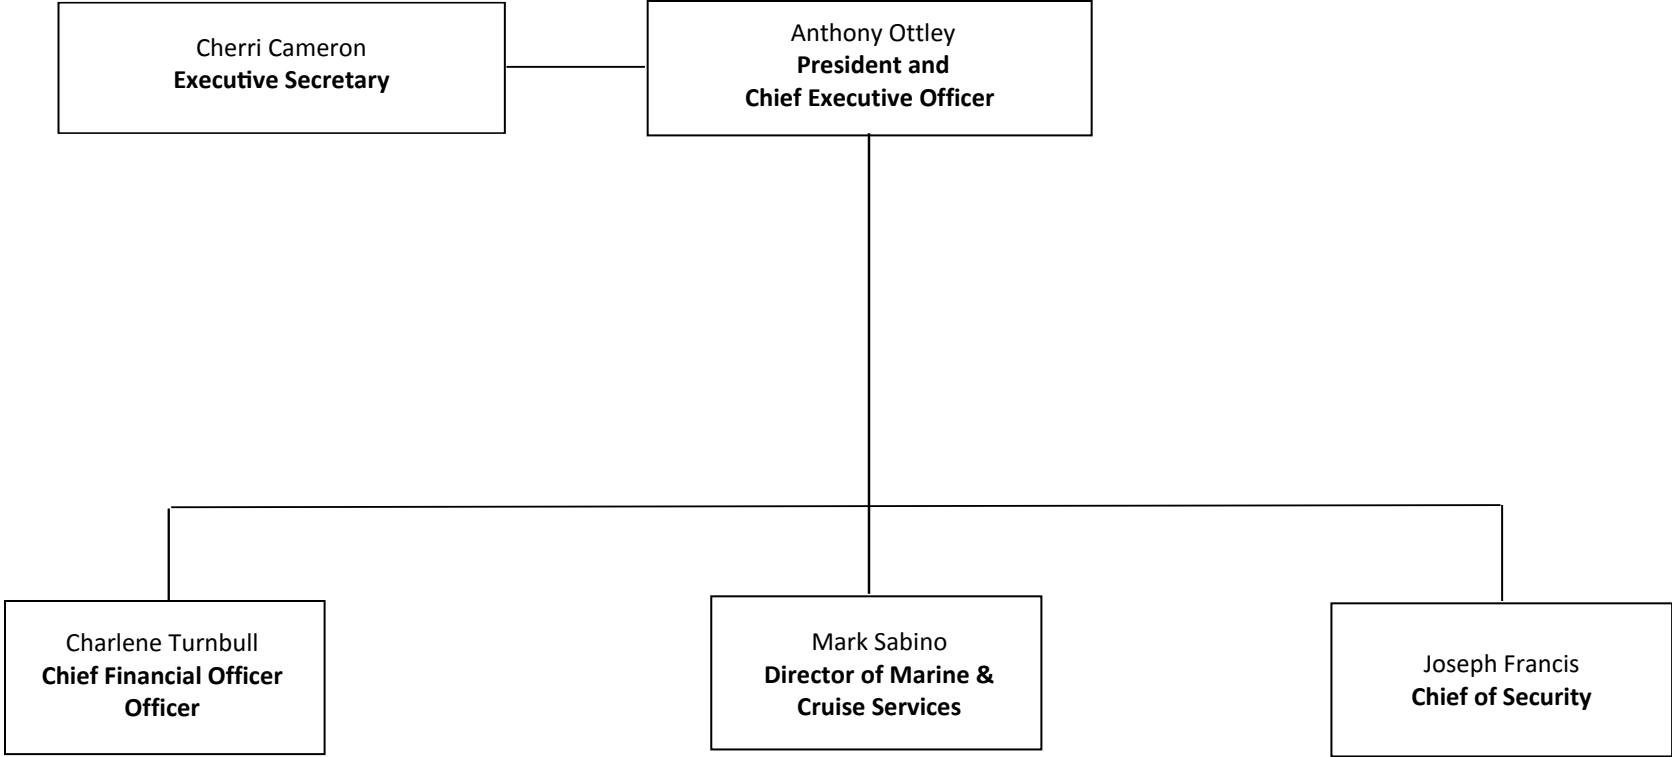 Cherri Cameron
Executive Secretary
Anthony Ottley
President and
Chief Executive Officer
Charlene Turnbull
Chief Financial Officer
Officer
Mark Sabino
Director of Marine &
Cruise Services
Joseph Francis
Chief of Security